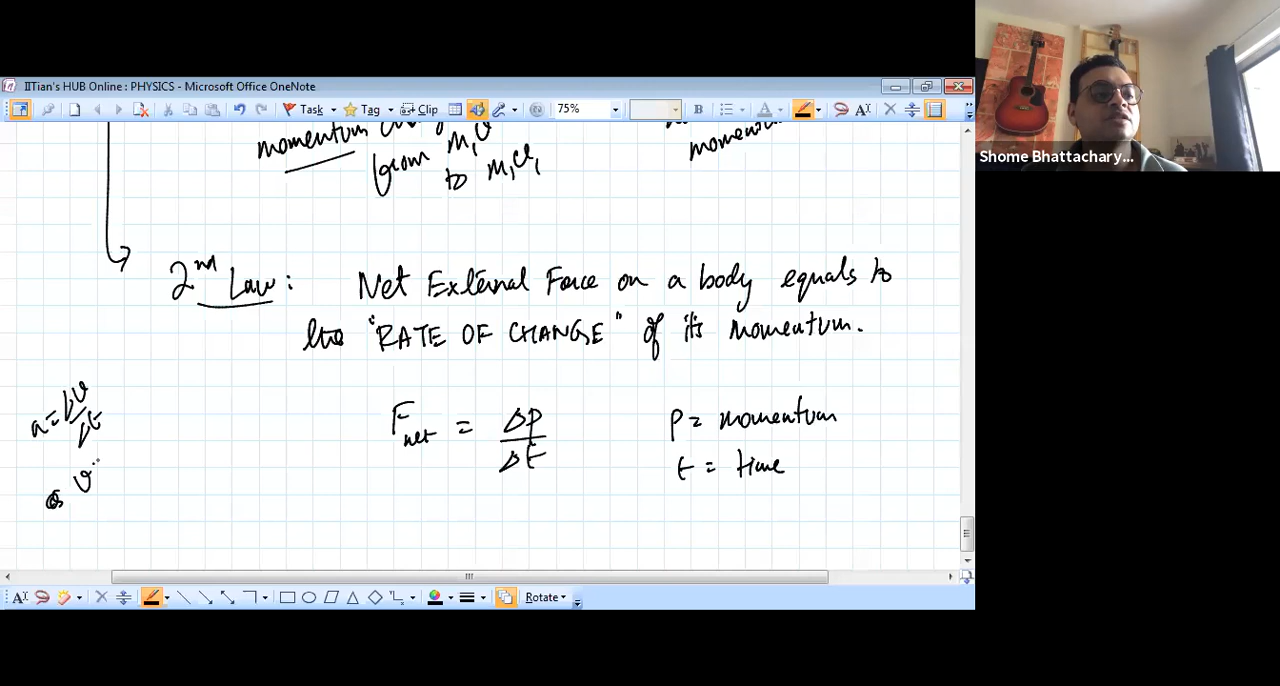 IITian's HUB Online : PHYSICS - Microsoft Office OneNote
Task Tag Clip 75% B A
momentum
from m₁v
to m₁u₁
momentum
2nd Law : Net External Force on a body equals to
the "RATE OF CHANGE" of its momentum.
a = Δv/Δt
v
F net = Δp/Δt
p = momentum
t = time
Rotate
Shome Bhattachary...